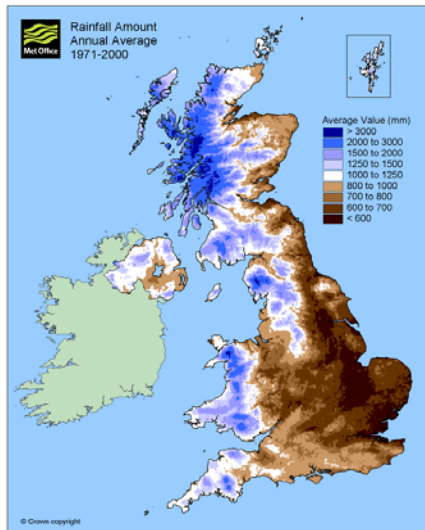 Met Office
Rainfall Amount
Annual Average
1971-2000
Average Value (mm)
> 3000
2000 to 3000
1500 to 2000
1250 to 1500
1000 to 1250
800 to 1000
700 to 800
600 to 700
< 600
© Crown copyright